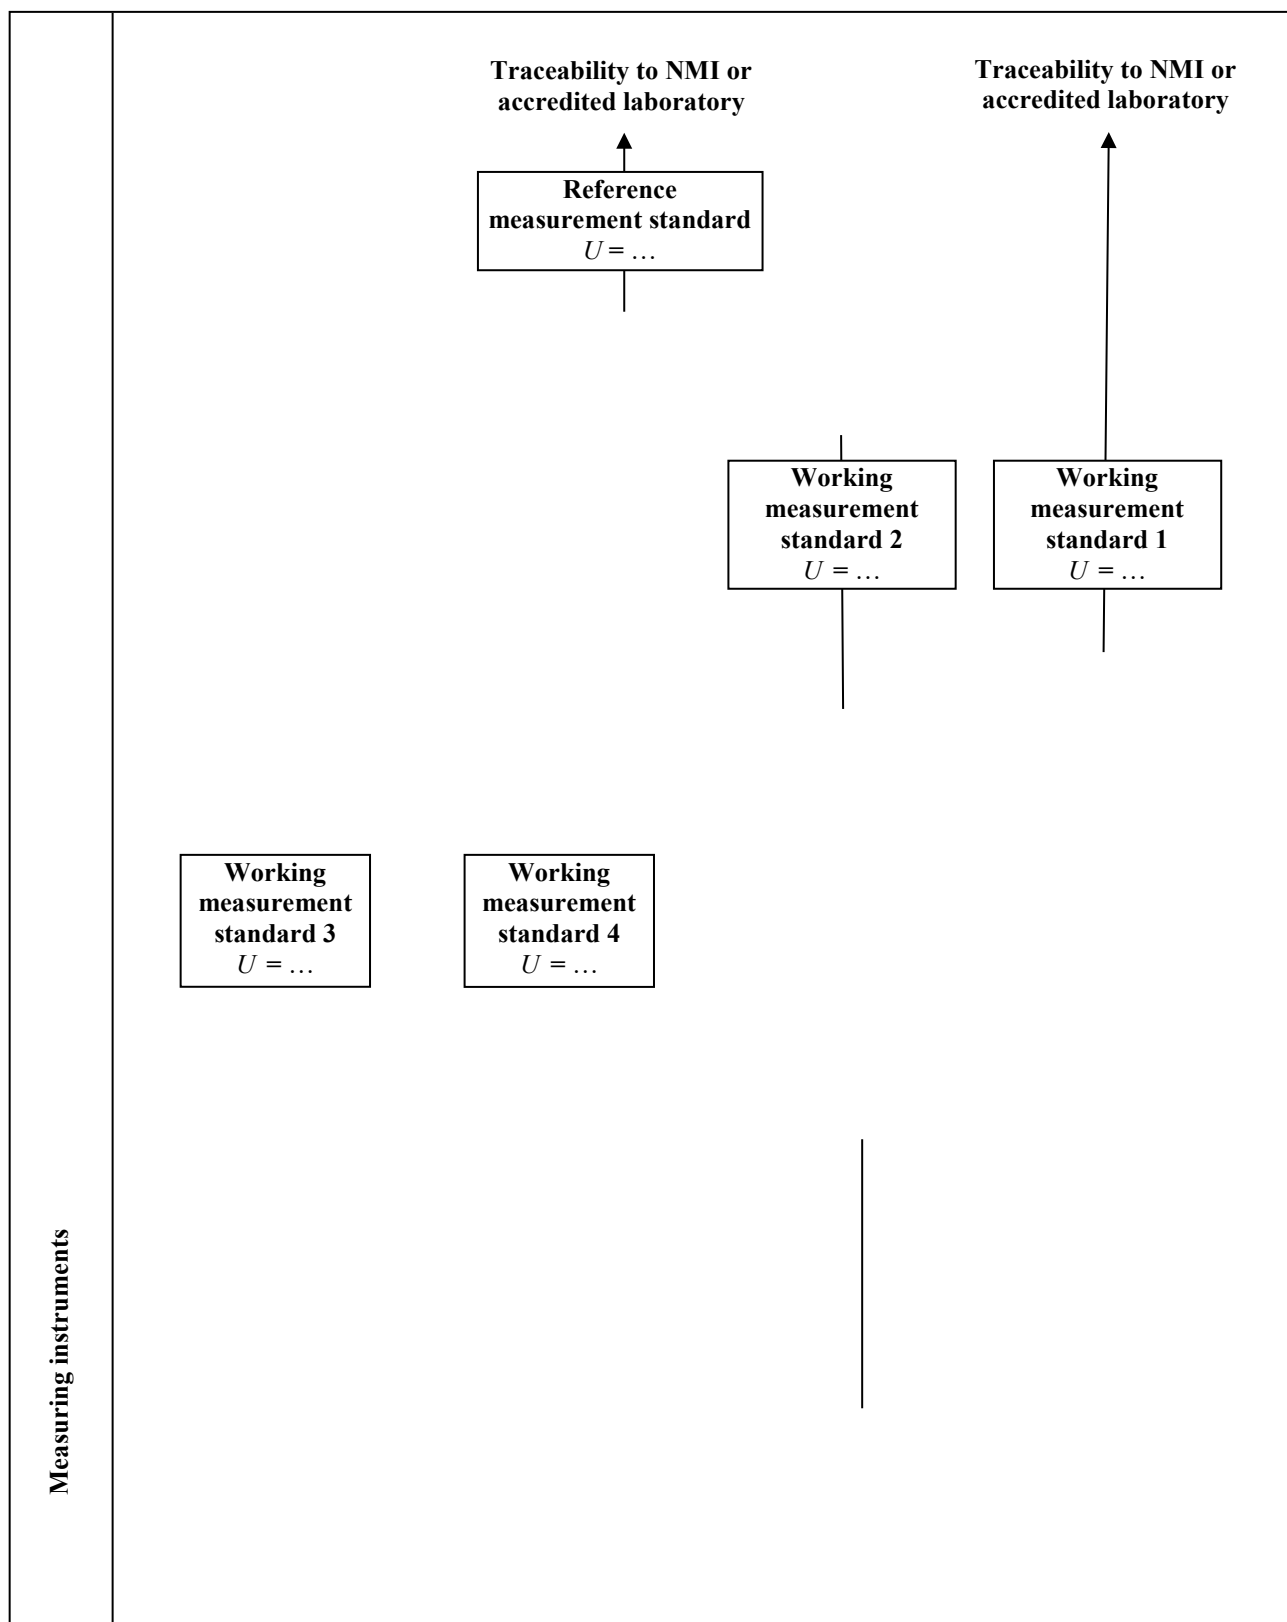 Traceability to NMI or
accredited laboratory
Traceability to NMI or
accredited laboratory
Reference
measurement standard
U = …
Working
measurement
standard 2
U = …
Working
measurement
standard 1
U = …
Working
measurement
standard 3
U = …
Working
measurement
standard 4
U = …
Measuring instruments